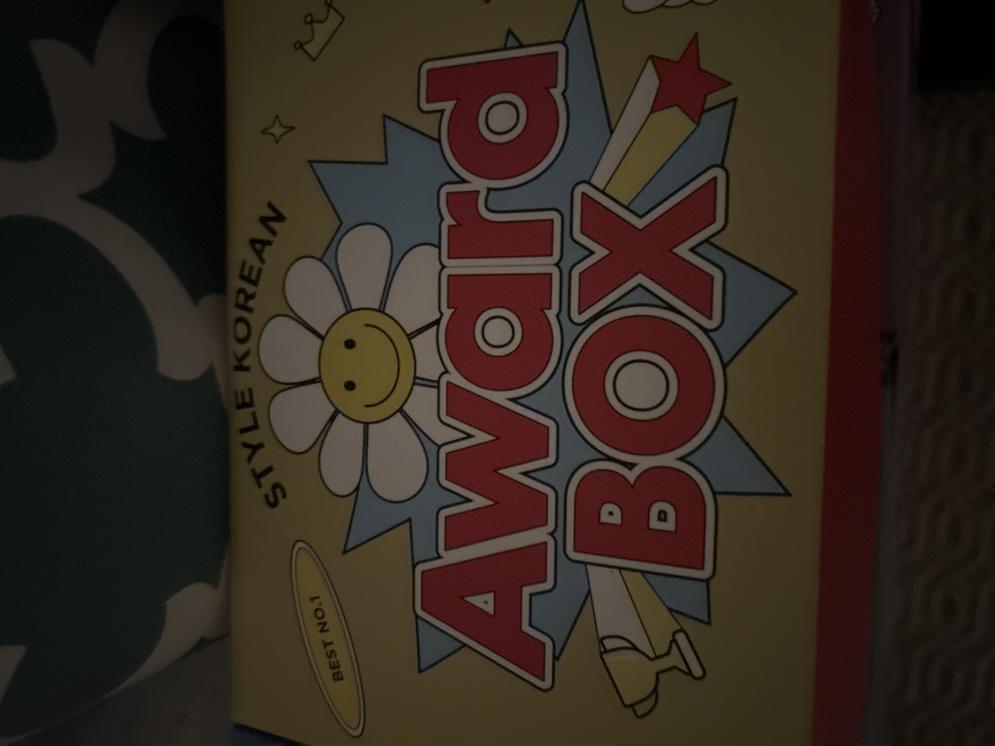 STYLE KOREAN
Award
BOX
BEST NO.1